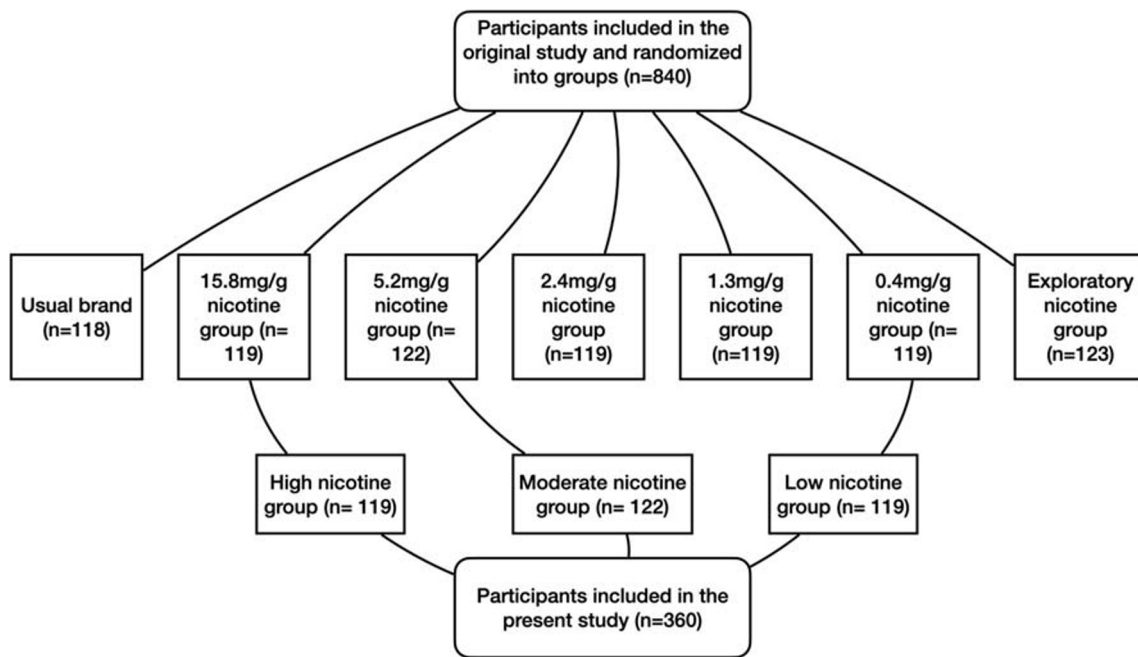 Participants included in the
original study and randomized
into groups (n=840)
Usual brand
(n=118)
15.8mg/g
nicotine
group (n=
119)
5.2mg/g
nicotine
group (n=
122)
2.4mg/g
nicotine
group
(n=119)
1.3mg/g
nicotine
group
(n=119)
0.4mg/g
nicotine
group (n=
119)
Exploratory
nicotine
group
(n=123)
High nicotine
group (n= 119)
Moderate nicotine
group (n= 122)
Low nicotine
group (n= 119)
Participants included in the
present study (n=360)